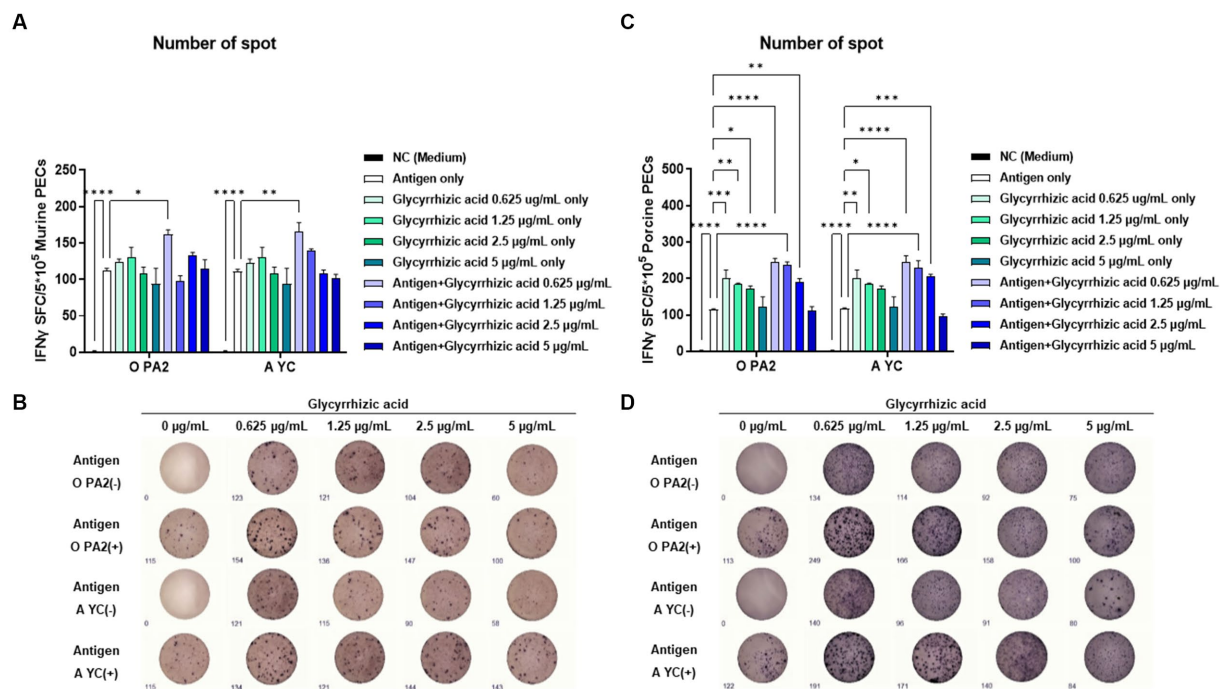 A
Number of spot
IFNγ SFC/5*10⁵ Murine PECs
250
200
150
100
50
0
**** * **** **
O PA2 A YC
NC (Medium)
Antigen only
Glycyrrhizic acid 0.625 ug/mL only
Glycyrrhizic acid 1.25 μg/mL only
Glycyrrhizic acid 2.5 μg/mL only
Glycyrrhizic acid 5 μg/mL only
Antigen+Glycyrrhizic acid 0.625 μg/mL
Antigen+Glycyrrhizic acid 1.25 μg/mL
Antigen+Glycyrrhizic acid 2.5 μg/mL
Antigen+Glycyrrhizic acid 5 μg/mL
C
Number of spot
IFNγ SFC/5*10⁵ Porcine PECs
500
400
300
200
100
0
**
**** ***
* ****
** *
*** **
**** **** **** ****
O PA2 A YC
NC (Medium)
Antigen only
Glycyrrhizic acid 0.625 ug/mL only
Glycyrrhizic acid 1.25 μg/mL only
Glycyrrhizic acid 2.5 μg/mL only
Glycyrrhizic acid 5 μg/mL only
Antigen+Glycyrrhizic acid 0.625 μg/mL
Antigen+Glycyrrhizic acid 1.25 μg/mL
Antigen+Glycyrrhizic acid 2.5 μg/mL
Antigen+Glycyrrhizic acid 5 μg/mL
B
Glycyrrhizic acid
0 μg/mL 0.625 μg/mL 1.25 μg/mL 2.5 μg/mL 5 μg/mL
Antigen
O PA2(-)
0 123 121 104 60
Antigen
O PA2(+)
115 154 136 147 100
Antigen
A YC(-)
0 121 115 90 58
Antigen
A YC(+)
115 134 121 144 143
D
Glycyrrhizic acid
0 μg/mL 0.625 μg/mL 1.25 μg/mL 2.5 μg/mL 5 μg/mL
Antigen
O PA2(-)
0 134 114 92 75
Antigen
O PA2(+)
113 249 166 158 100
Antigen
A YC(-)
0 140 96 91 80
Antigen
A YC(+)
122 191 171 140 84